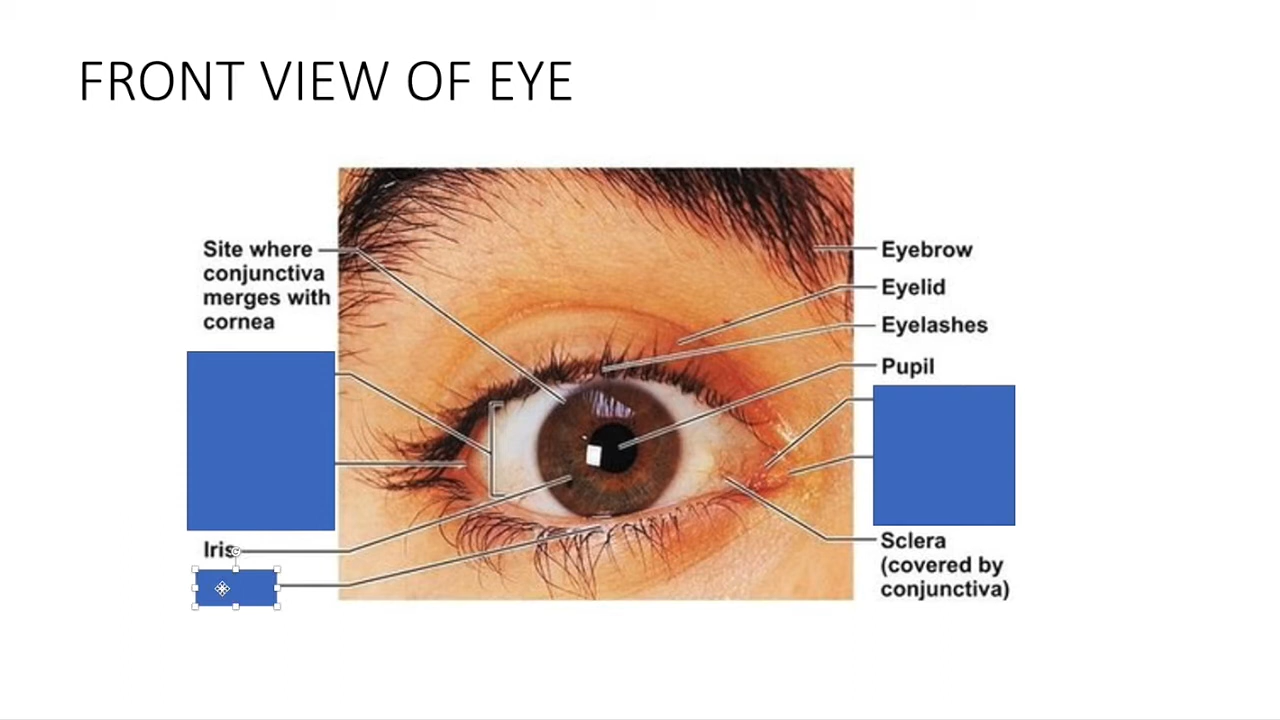 FRONT VIEW OF EYE
Site where
conjunctiva
merges with
cornea
Iris
Eyebrow
Eyelid
Eyelashes
Pupil
Sclera
(covered by
conjunctiva)